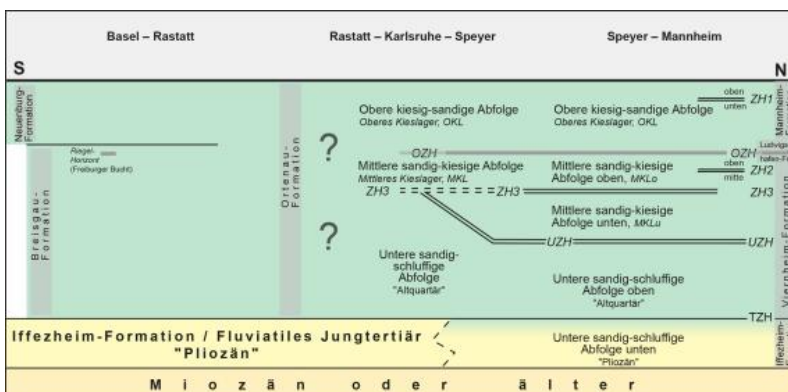 Basel – Rastatt
Rastatt – Karlsruhe – Speyer
Speyer – Mannheim
S
N
Neuenburg-
Formation
Breisgau-
Formation
Riegel-
Horizont
(Freiburger Bucht)
Ortenau-
Formation
?
?
Obere kiesig-sandige Abfolge
Oberes Kieslager, OKL
OZH
Mittlere sandig-kiesige Abfolge
Mittleres Kieslager, MKL
ZH3
ZH3
Untere sandig-
schluffige
Abfolge
"Altquartär"
oben
unten
ZH1
Obere kiesig-sandige Abfolge
Oberes Kieslager, OKL
OZH
Mittlere sandig-kiesige
Abfolge oben, MKLo
oben
mitte
ZH2
ZH3
Mittlere sandig-kiesige
Abfolge unten, MKLu
UZH
UZH
Untere sandig-schluffige
Abfolge oben
"Altquartär"
TZH
Mannheim-
Ludwigs-
Viernheim-Formation
Iffezheim-
Iffezheim-Formation / Fluviatiles Jungtertiär
"Pliozän"
Untere sandig-schluffige
Abfolge unten
"Pliozän"
Miozän oder älter